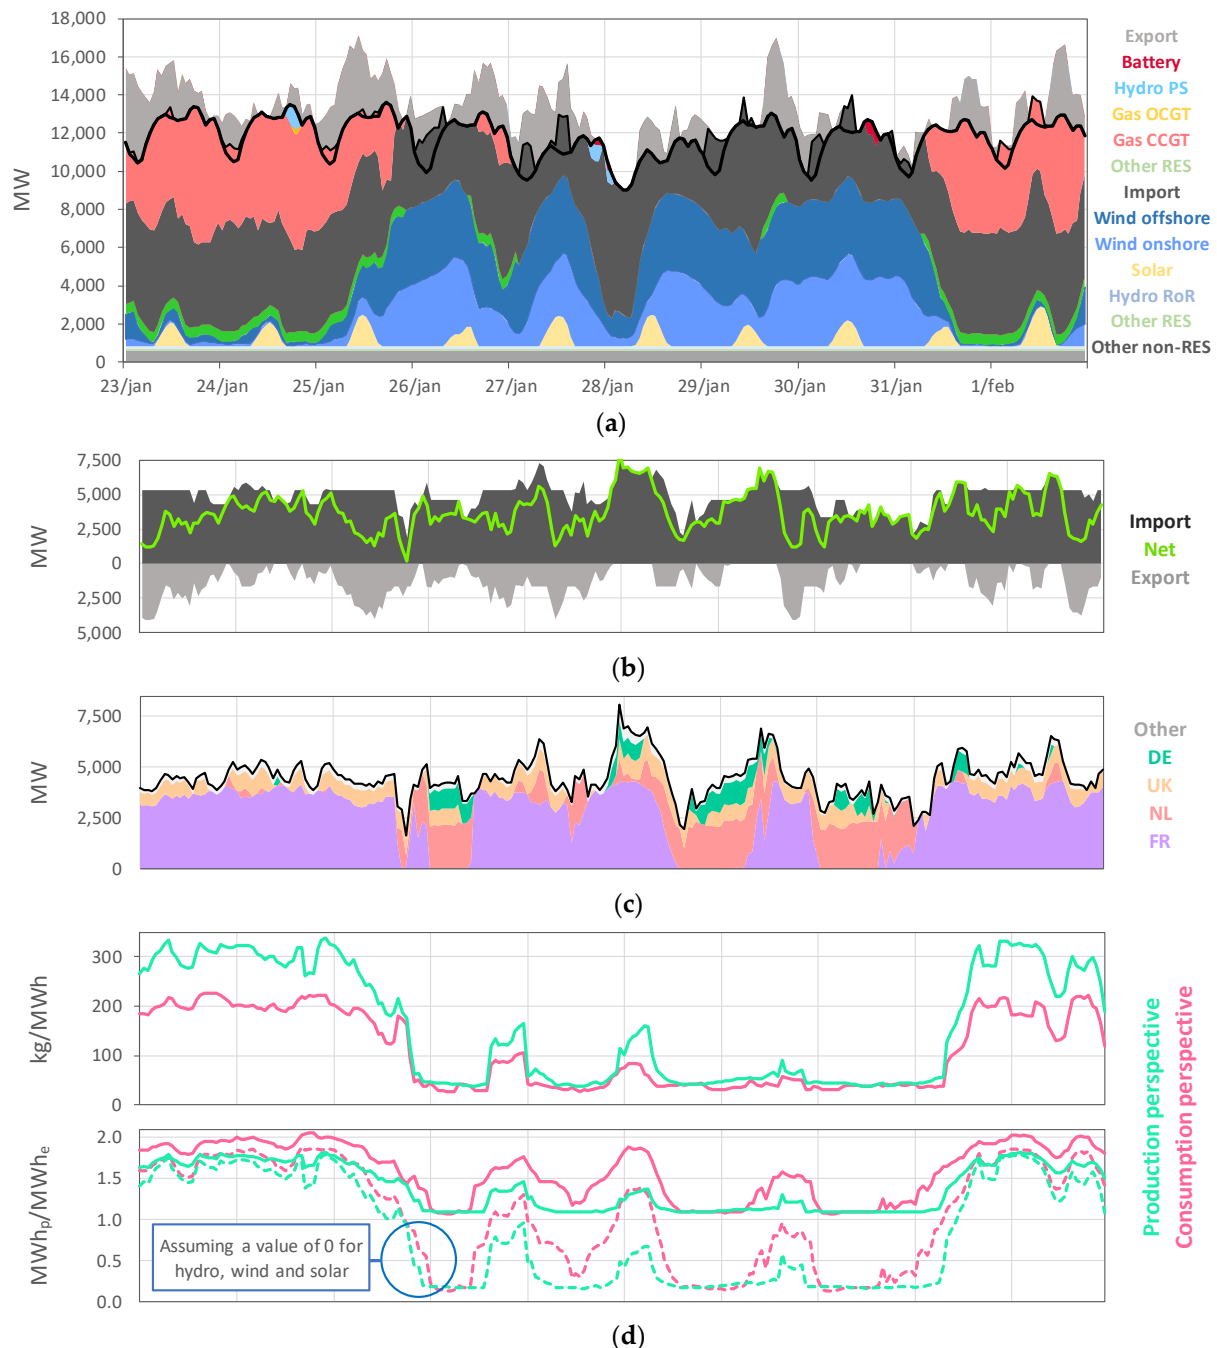 18,000
16,000
14,000
12,000
10,000
8,000
6,000
4,000
2,000
0
MW
23/jan 24/jan 25/jan 26/jan 27/jan 28/jan 29/jan 30/jan 31/jan 1/feb
Export
Battery
Hydro PS
Gas OCGT
Gas CCGT
Other RES
Import
Wind offshore
Wind onshore
Solar
Hydro RoR
Other RES
Other non-RES
(a)
7,500
5,000
2,500
0
2,500
5,000
MW
Import
Net
Export
(b)
7,500
5,000
2,500
0
MW
Other
DE
UK
NL
FR
(c)
300
200
100
0
kg/MWh
2.0
1.5
1.0
0.5
0.0
MWhp/MWhe
Assuming a value of 0 for
hydro, wind and solar
Production perspective
Consumption perspective
(d)